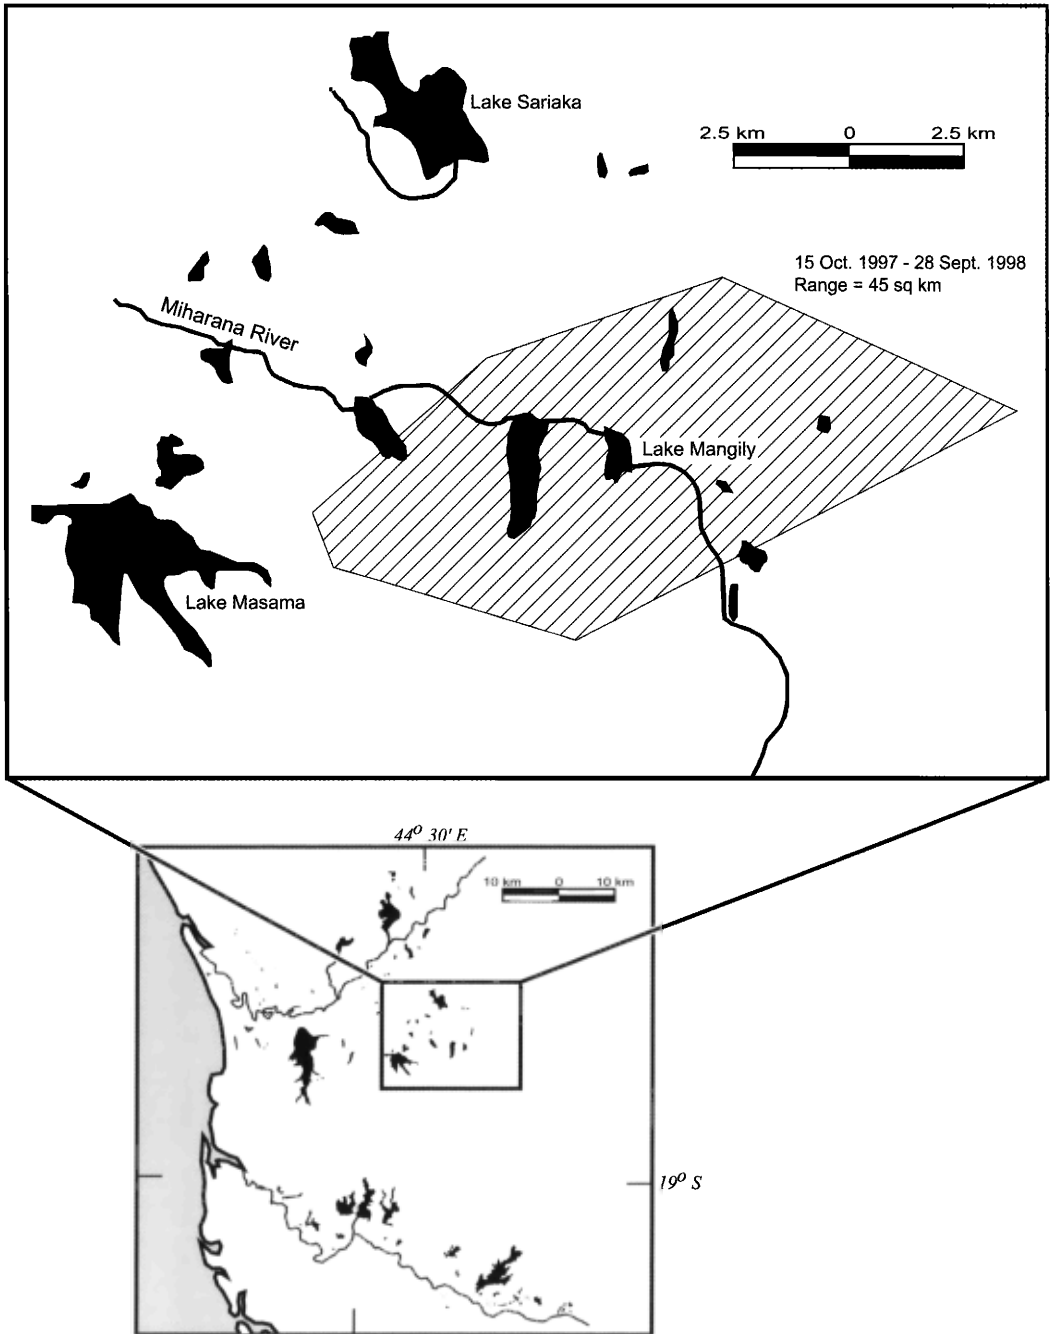 Lake Sariaka
2.5 km 0 2.5 km
15 Oct. 1997 - 28 Sept. 1998
Range = 45 sq km
Miharana River
Lake Mangily
Lake Masama
44° 30' E
10 km 0 10 km
19° S